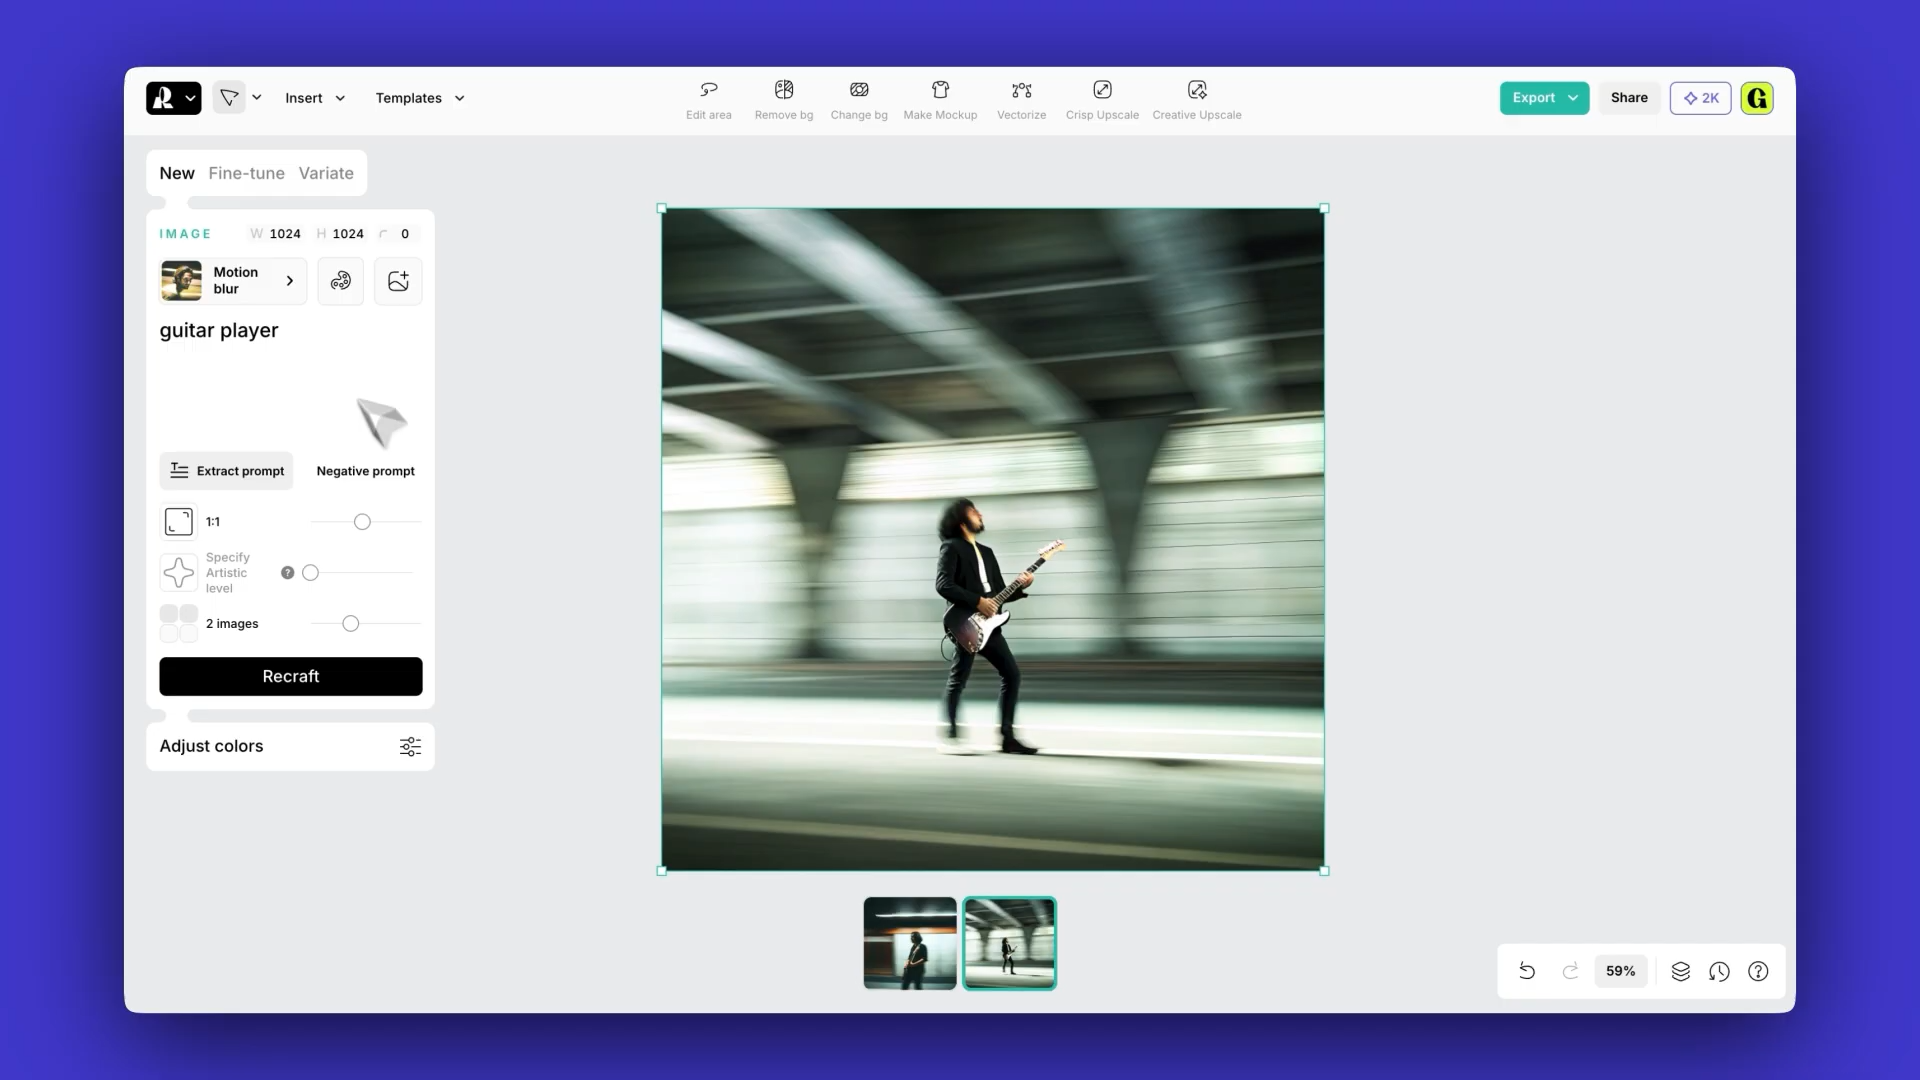 Insert
Templates
Edit area
Remove bg
Change bg
Make Mockup
Vectorize
Crisp Upscale
Creative Upscale
Export
Share
2K
G
New Fine-tune Variate
IMAGE W 1024 H 1024 0
Motion
blur
guitar player
Extract prompt
Negative prompt
1:1
Specify
Artistic
level
?
2 images
Recraft
Adjust colors
59%
?